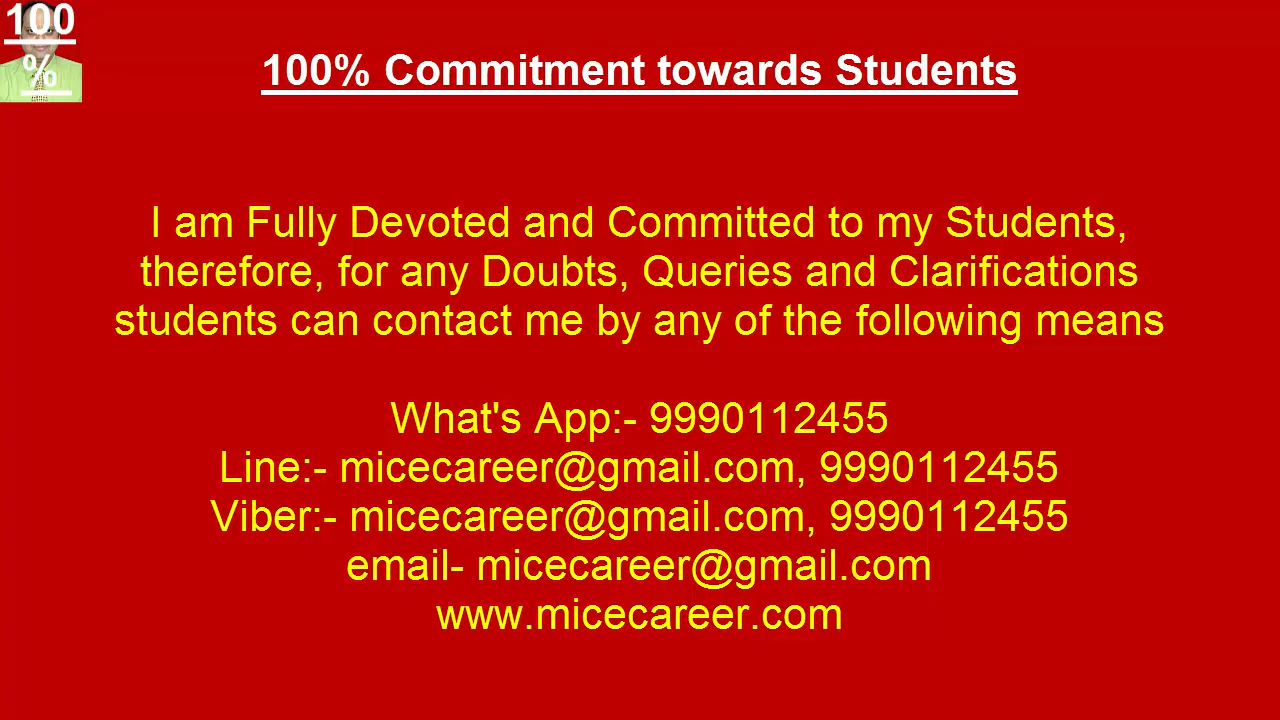 100
%
100% Commitment towards Students
I am Fully Devoted and Committed to my Students,
therefore, for any Doubts, Queries and Clarifications
students can contact me by any of the following means
What's App:- 9990112455
Line:- micecareer@gmail.com, 9990112455
Viber:- micecareer@gmail.com, 9990112455
email- micecareer@gmail.com
www.micecareer.com